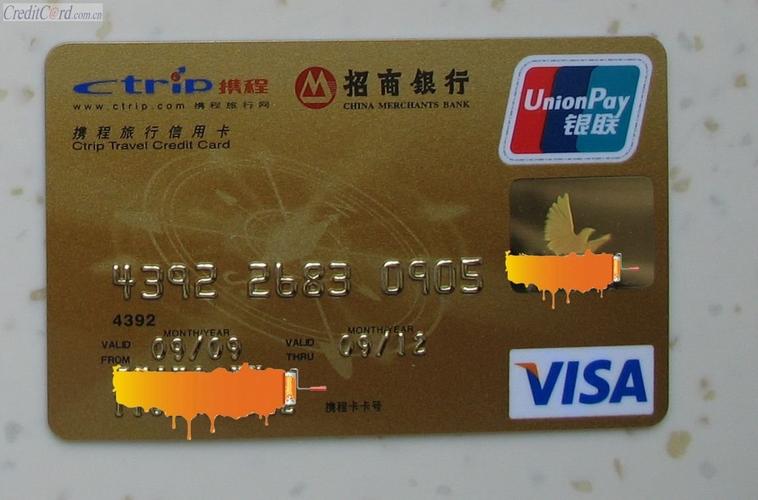 CreditCard.com.cn
Ctrip 携程
www.ctrip.com 携程旅行网
招商银行
CHINA MERCHANTS BANK
UnionPay
银联
携程旅行信用卡
Ctrip Travel Credit Card
4392 2683 0905
4392
MONTH/YEAR
MONTH/YEAR
VALID FROM 09/09
VALID THRU 09/12
携程卡卡号
VISA